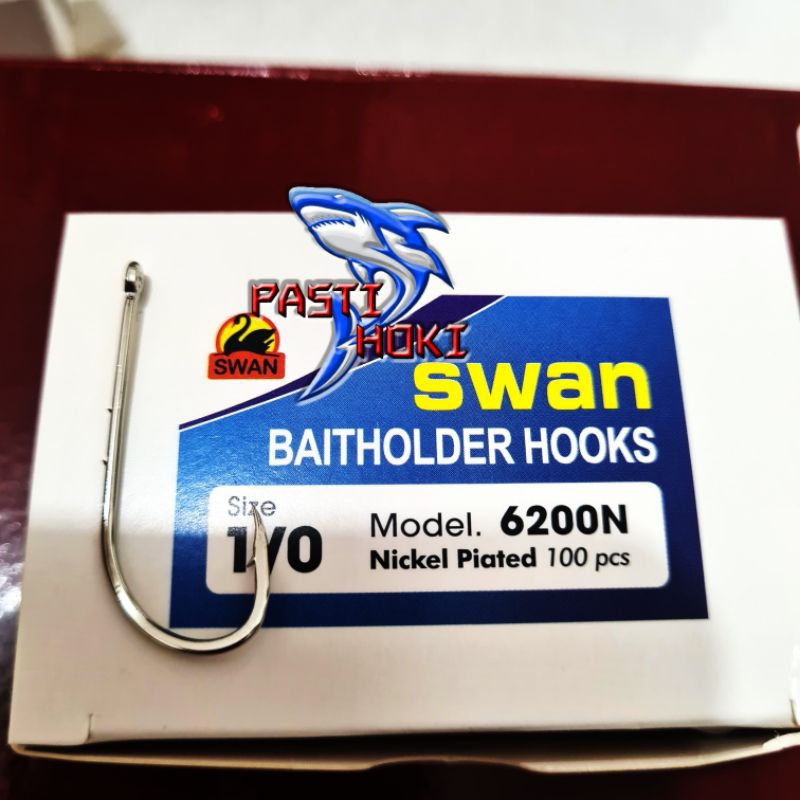 PASTI
HOKI
SWAN
swan
BAITHOLDER HOOKS
Size
1/0
Model. 6200N
Nickel Piated 100 pcs